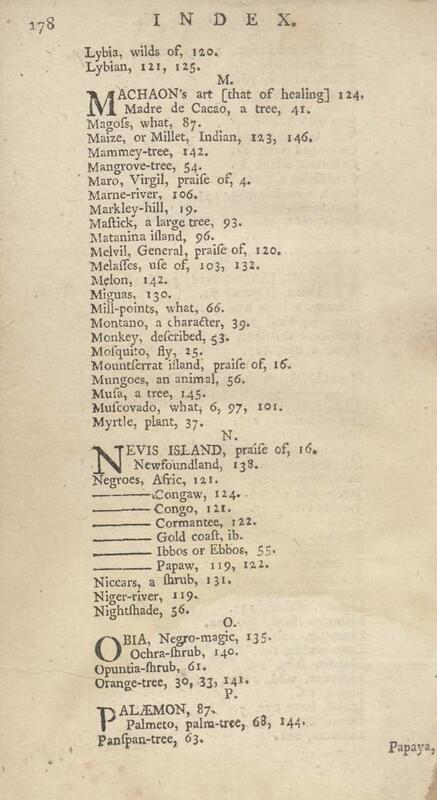 178
INDEX.
Lybia, wilds of, 120.
Lybian, 121, 125.
M.
MACHAON's art [that of healing] 124.
Madre de Cacao, a tree, 41.
Magoſs, what, 87.
Maize, or Millet, Indian, 123, 146.
Mammey-tree, 142.
Mangrove-tree, 54.
Maro, Virgil, praiſe of, 4.
Marne-river, 106.
Markley-hill, 19.
Maſtick, a large tree, 93.
Matanina iſland, 96.
Melvil, General, praiſe of, 120.
Melaſſes, uſe of, 103, 132.
Melon, 142.
Miguas, 130.
Mill-points, what, 66.
Montano, a character, 39.
Monkey, deſcribed, 53.
Moſquito, fly, 25.
Mountſerrat iſland, praiſe of, 16.
Mungoes, an animal, 56.
Muſa, a tree, 145.
Muſcovado, what, 6, 97, 101.
Myrtle, plant, 37.
N.
NEVIS ISLAND, praiſe of, 16.
Newfoundland, 138.
Negroes, Afric, 121.
——— Congaw, 124.
——— Congo, 121.
——— Cormantee, 122.
——— Gold coaſt, ib.
——— Ibbos or Ebbos, 55.
——— Papaw, 119, 122.
Niccars, a ſhrub, 131.
Niger-river, 119.
Nightſhade, 56.
O.
OBIA, Negro-magic, 135.
Ochra-ſhrub, 140.
Opuntia-ſhrub, 61.
Orange-tree, 30, 33, 141.
P.
PALÆMON, 87.
Palmeto, palm-tree, 68, 144.
Panſpan-tree, 63.
Papaya,